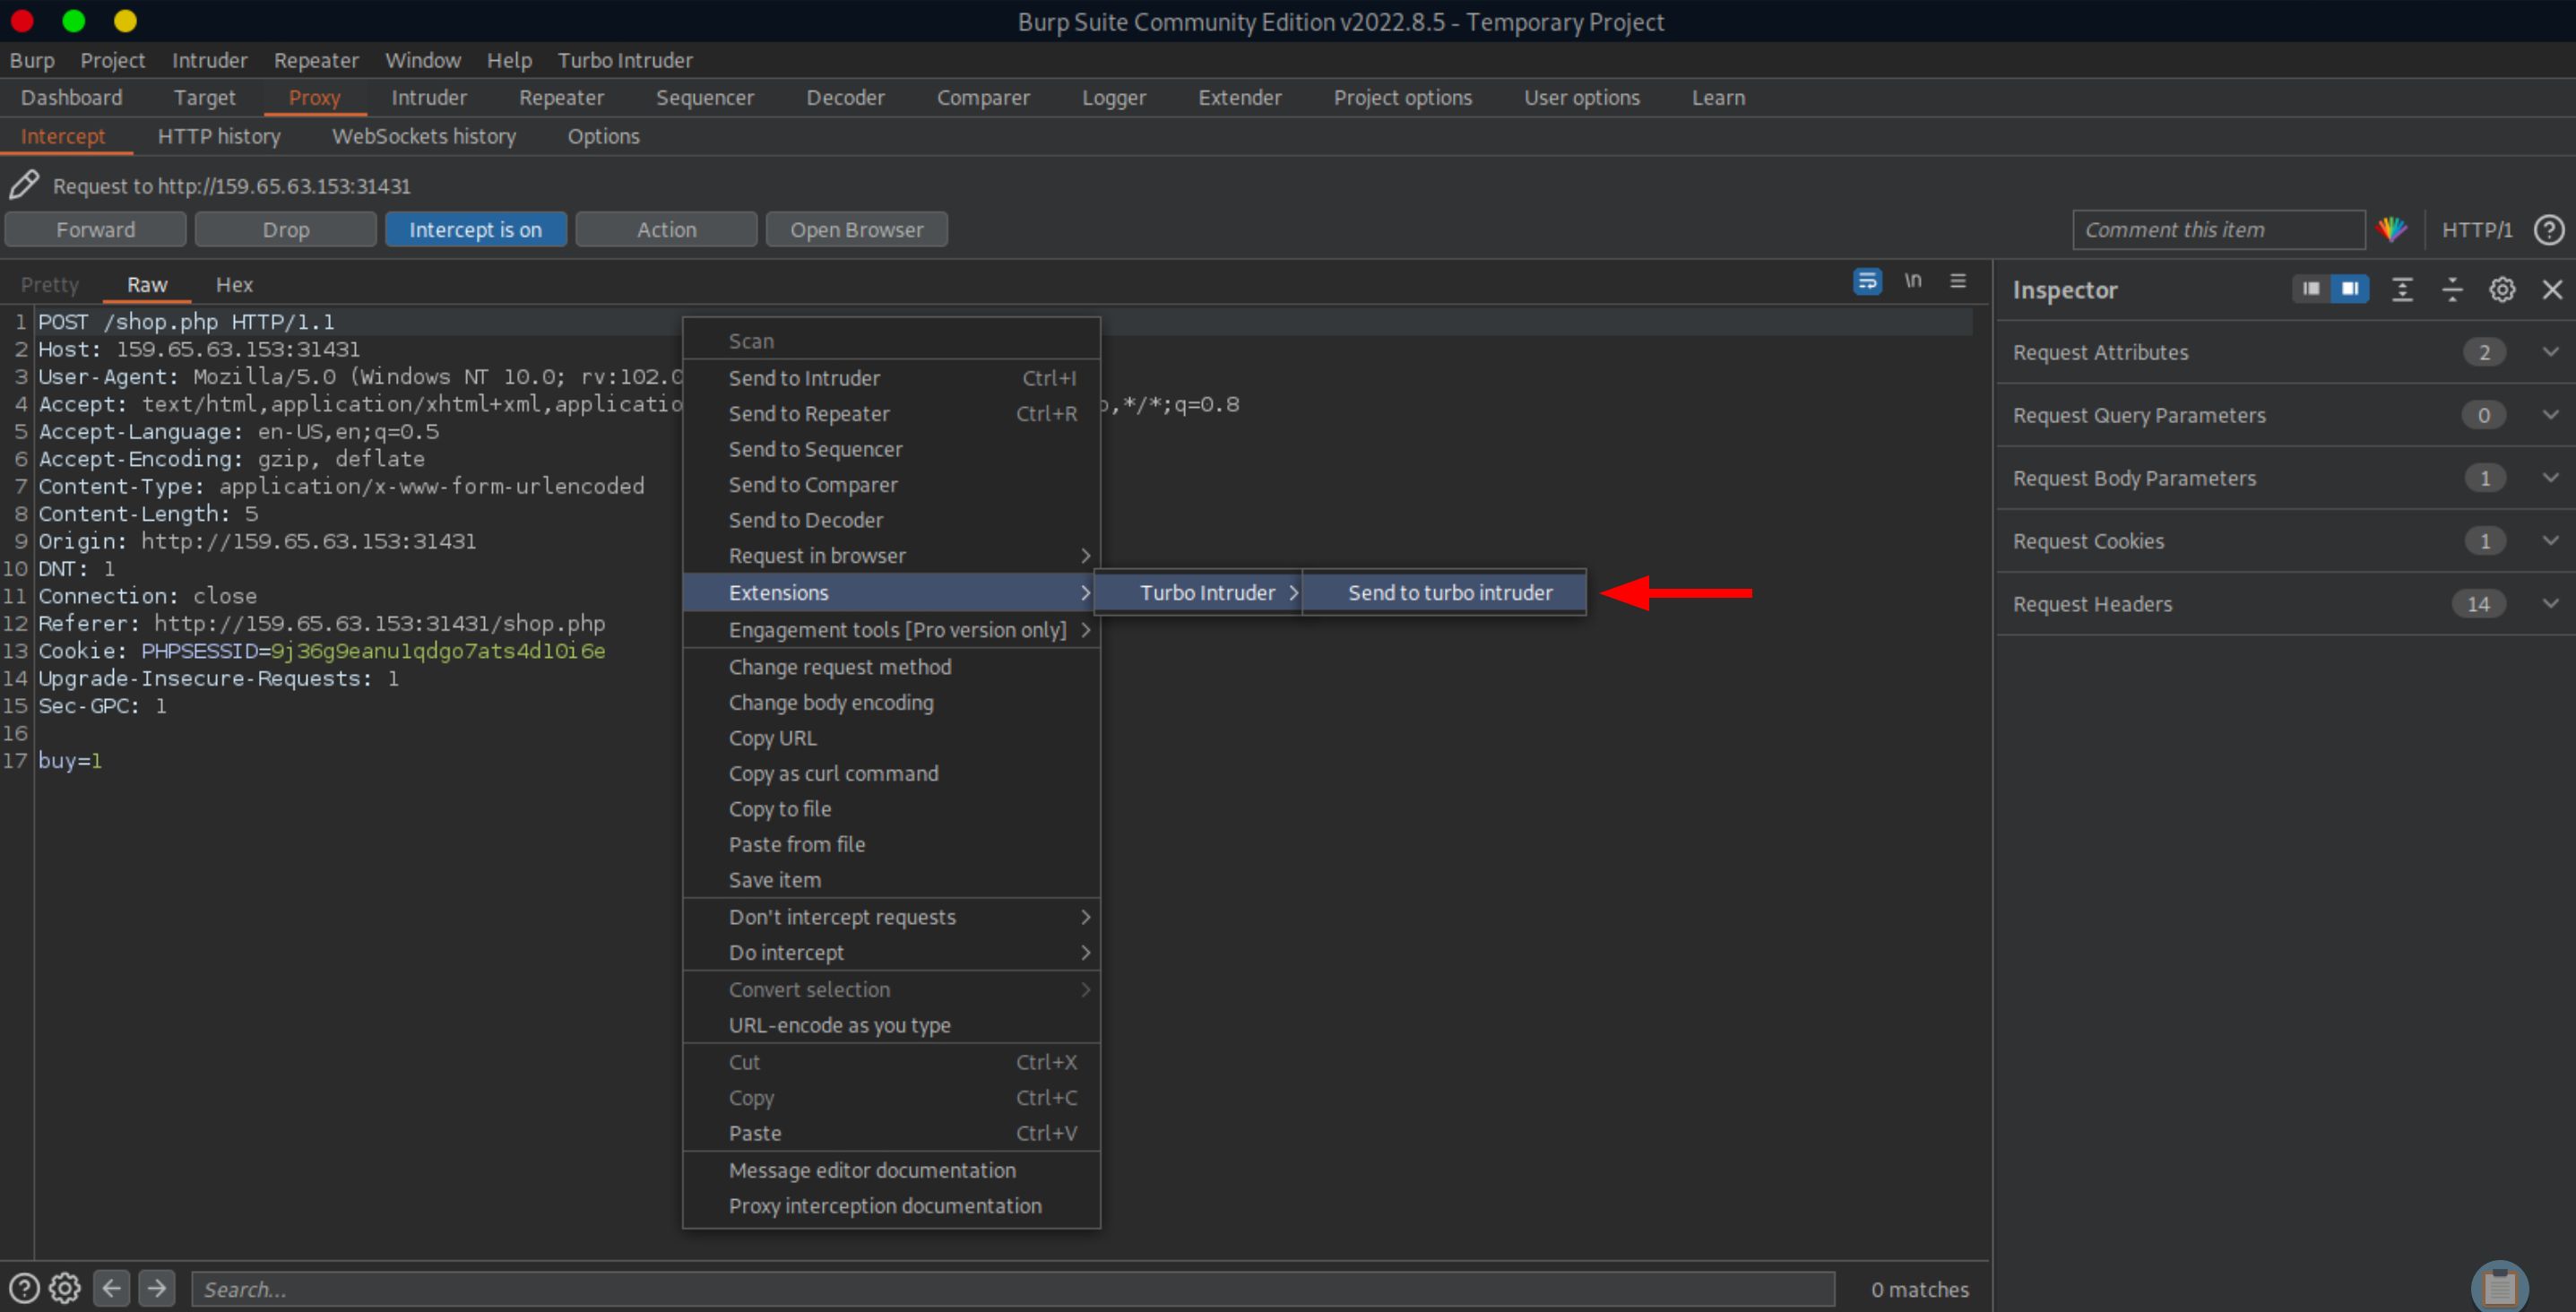 Burp Suite Community Edition v2022.8.5 - Temporary Project
Burp Project Intruder Repeater Window Help Turbo Intruder
Dashboard Target Proxy Intruder Repeater Sequencer Decoder Comparer Logger Extender Project options User options Learn
Intercept HTTP history WebSockets history Options
Request to http://159.65.63.153:31431
Forward Drop Intercept is on Action Open Browser Comment this item HTTP/1 ?
Pretty Raw Hex \n
1 POST /shop.php HTTP/1.1
2 Host: 159.65.63.153:31431
3 User-Agent: Mozilla/5.0 (Windows NT 10.0; rv:102.0
4 Accept: text/html,application/xhtml+xml,applicatio ,*/*;q=0.8
5 Accept-Language: en-US,en;q=0.5
6 Accept-Encoding: gzip, deflate
7 Content-Type: application/x-www-form-urlencoded
8 Content-Length: 5
9 Origin: http://159.65.63.153:31431
10 DNT: 1
11 Connection: close
12 Referer: http://159.65.63.153:31431/shop.php
13 Cookie: PHPSESSID=9j36g9eanu1qdgo7ats4d10i6e
14 Upgrade-Insecure-Requests: 1
15 Sec-GPC: 1
16
17 buy=1
Scan
Send to Intruder Ctrl+I
Send to Repeater Ctrl+R
Send to Sequencer
Send to Comparer
Send to Decoder
Request in browser >
Extensions > Turbo Intruder > Send to turbo intruder
Engagement tools [Pro version only] >
Change request method
Change body encoding
Copy URL
Copy as curl command
Copy to file
Paste from file
Save item
Don't intercept requests >
Do intercept >
Convert selection >
URL-encode as you type
Cut Ctrl+X
Copy Ctrl+C
Paste Ctrl+V
Message editor documentation
Proxy interception documentation
Inspector
Request Attributes 2
Request Query Parameters 0
Request Body Parameters 1
Request Cookies 1
Request Headers 14
? Search... 0 matches